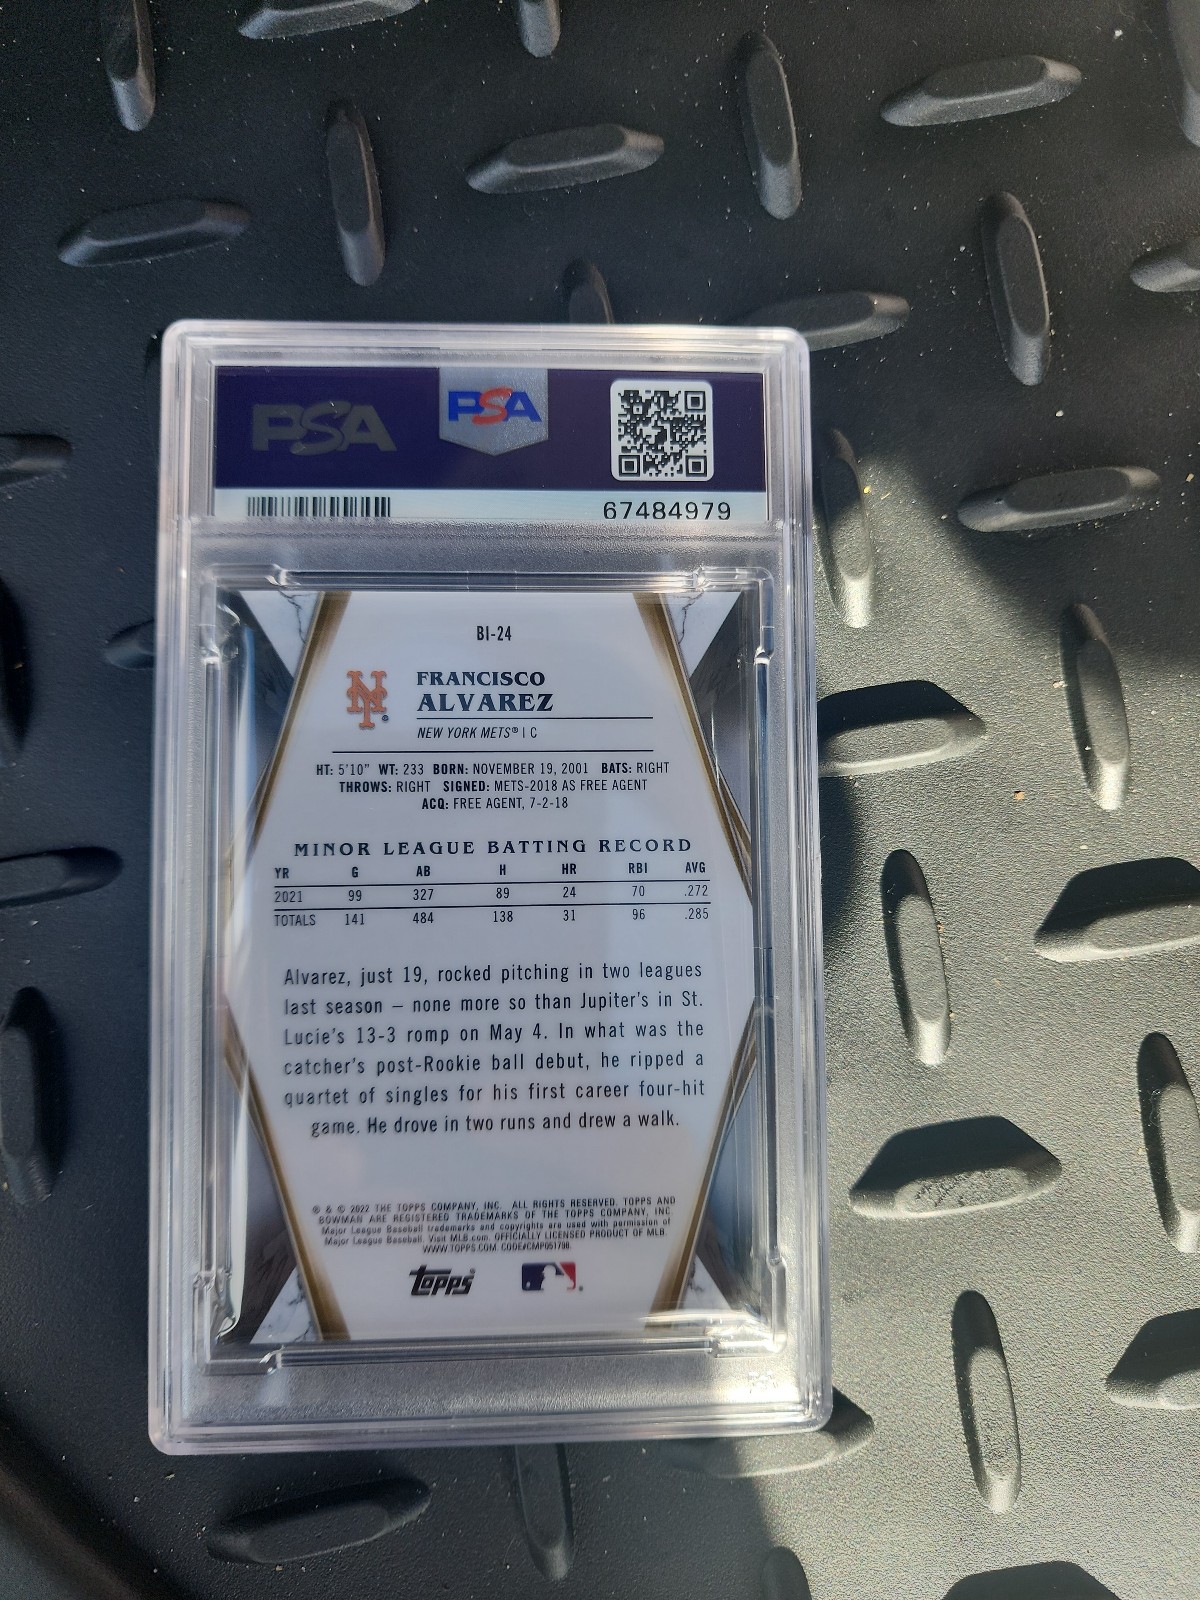 PSA
PSA
67484979
BI-24
NY
FRANCISCO
ALVAREZ
NEW YORK METS® | C
HT: 5'10" WT: 233 BORN: NOVEMBER 19, 2001 BATS: RIGHT
THROWS: RIGHT SIGNED: METS-2018 AS FREE AGENT
ACQ: FREE AGENT, 7-2-18
MINOR LEAGUE BATTING RECORD
YR G AB H HR RBI AVG
2021 99 327 89 24 70 .272
TOTALS 141 484 138 31 96 .285
Alvarez, just 19, rocked pitching in two leagues
last season – none more so than Jupiter's in St.
Lucie's 13-3 romp on May 4. In what was the
catcher's post-Rookie ball debut, he ripped a
quartet of singles for his first career four-hit
game. He drove in two runs and drew a walk.
® & © 2022 THE TOPPS COMPANY, INC. ALL RIGHTS RESERVED. TOPPS AND
BOWMAN ARE REGISTERED TRADEMARKS OF THE TOPPS COMPANY, INC.
Major League Baseball trademarks and copyrights are used with permission of
Major League Baseball. Visit MLB.com. OFFICIALLY LICENSED PRODUCT OF MLB.
WWW.TOPPS.COM CODE#CMP051798
topps